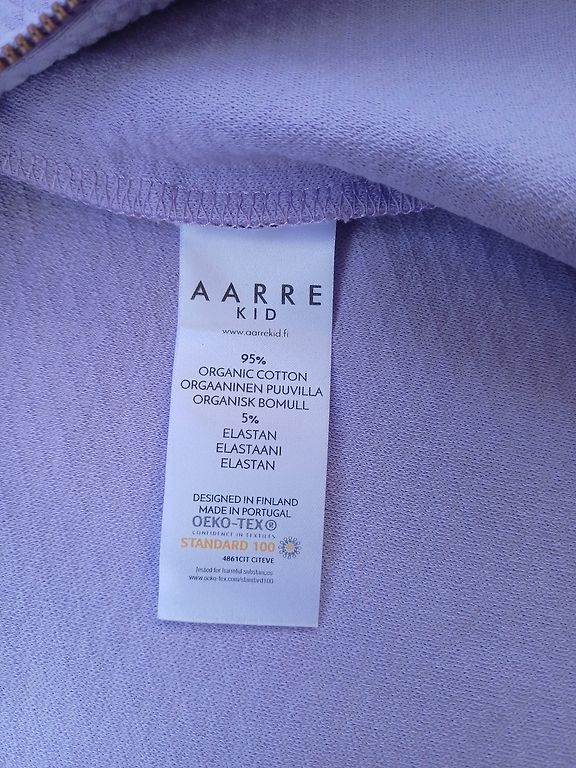 AARRE
KID
www.aarrekid.fi
95%
ORGANIC COTTON
ORGAANINEN PUUVILLA
ORGANISK BOMULL
5%
ELASTAN
ELASTAANI
ELASTAN
DESIGNED IN FINLAND
MADE IN PORTUGAL
OEKO-TEX®
CONFIDENCE IN TEXTILES
STANDARD 100
4861CIT CITEVE
Tested for harmful substances
www.oeko-tex.com/standard100